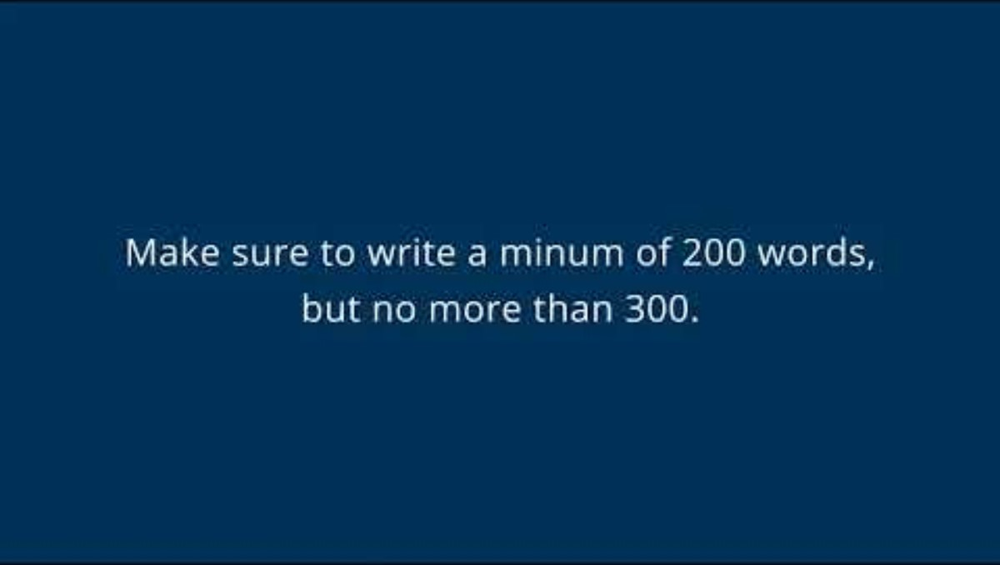 Make sure to write a minum of 200 words,
but no more than 300.